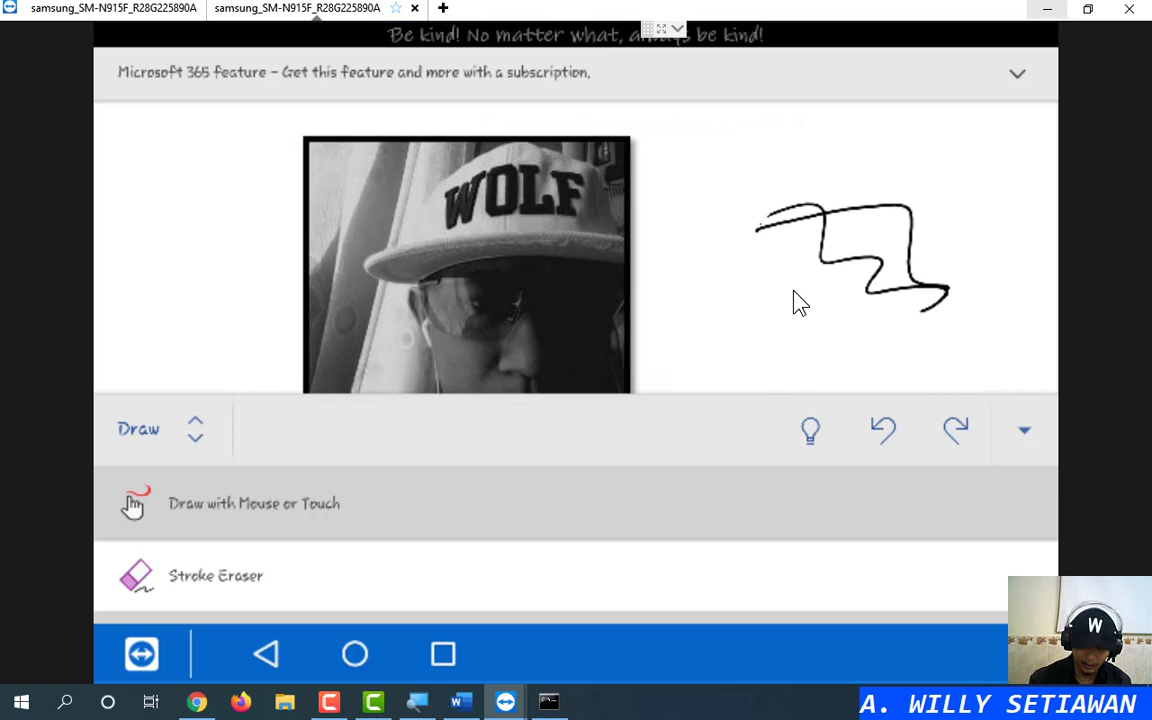 samsung_SM-N915F_R28G225890A samsung_SM-N915F_R28G225890A
Be kind! No matter what, always be kind!
Microsoft 365 feature - Get this feature and more with a subscription.
WOLF
Draw
Draw with Mouse or Touch
Stroke Eraser
W
A. WILLY SETIAWAN